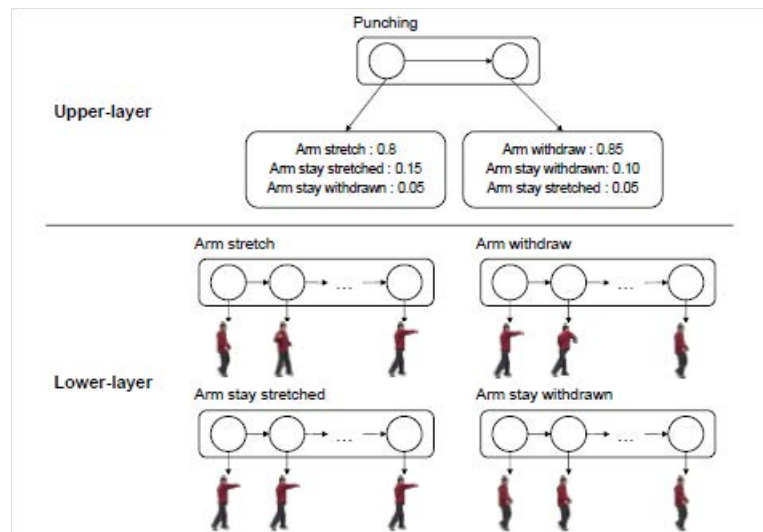 Punching
Upper-layer
Arm stretch : 0.8
Arm stay stretched : 0.15
Arm stay withdrawn : 0.05
Arm withdraw : 0.85
Arm stay withdrawn: 0.10
Arm stay stretched : 0.05
Arm stretch
Arm withdraw
...
...
Lower-layer
Arm stay stretched
Arm stay withdrawn
...
...